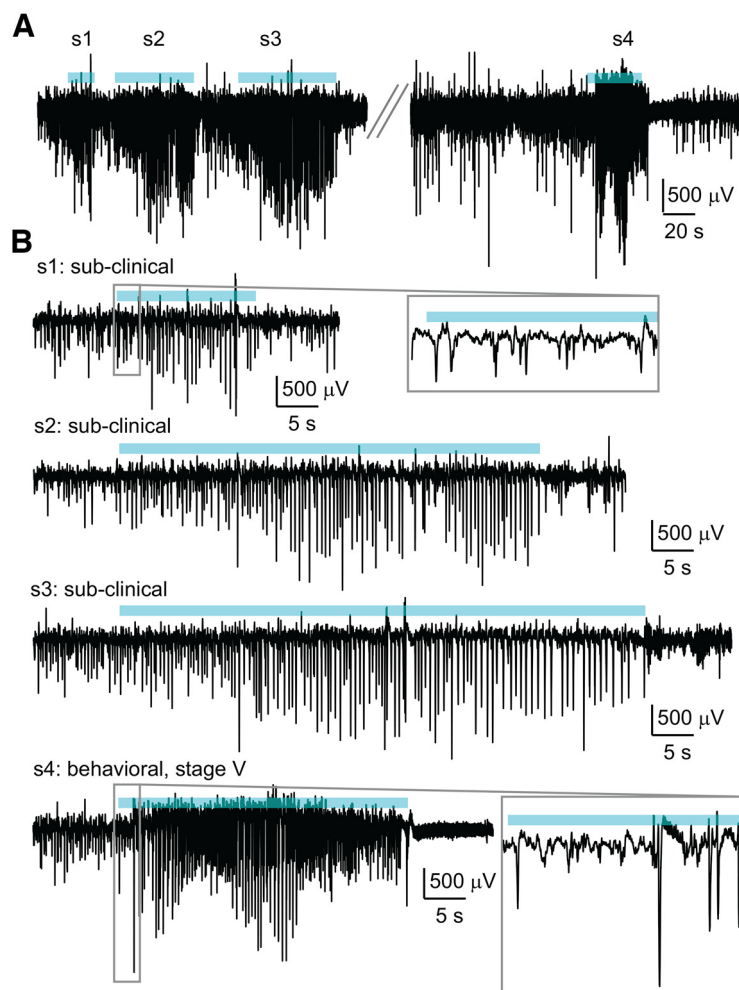 A
s1 s2 s3 s4
500 μV
20 s
B
s1: sub-clinical
500 μV
5 s
s2: sub-clinical
500 μV
5 s
s3: sub-clinical
500 μV
5 s
s4: behavioral, stage V
500 μV
5 s